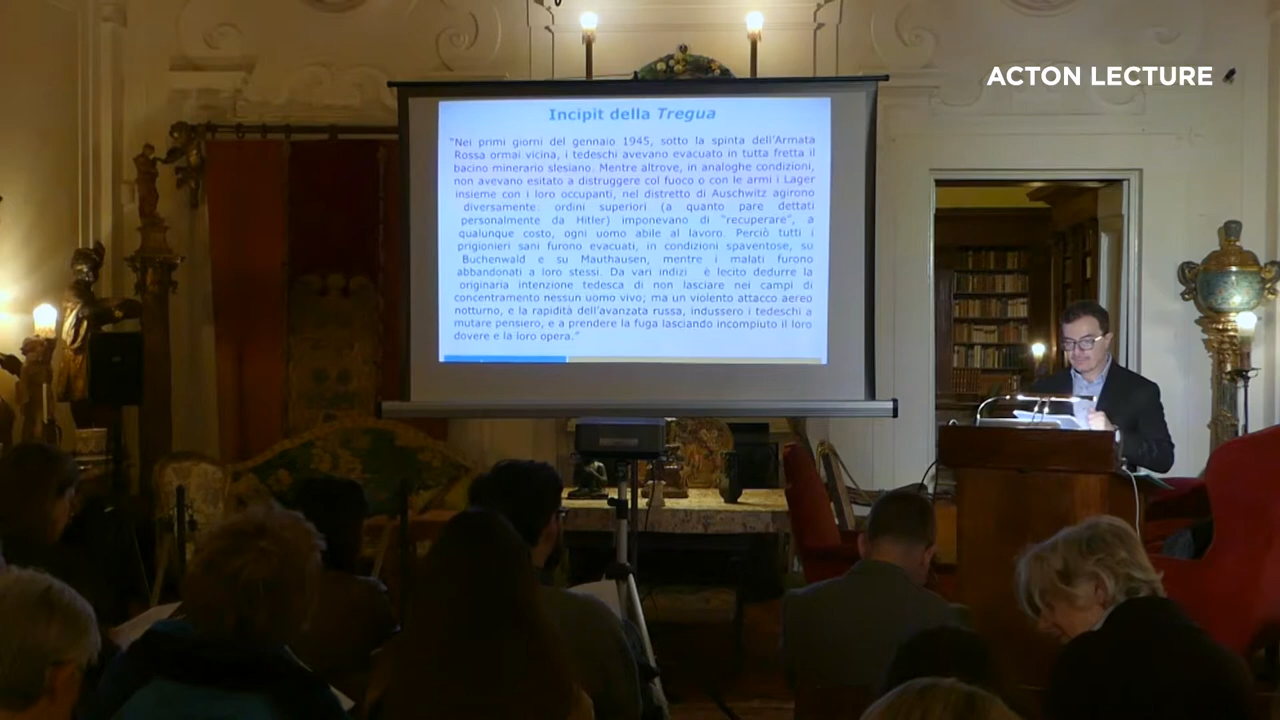 ACTON LECTURE
Incipit della Tregua
“Nei primi giorni del gennaio 1945, sotto la spinta dell’Armata
Rossa ormai vicina, i tedeschi avevano evacuato in tutta fretta il
bacino minerario slesiano. Mentre altrove, in analoghe condizioni,
non avevano esitato a distruggere col fuoco o con le armi i Lager
insieme con i loro occupanti, nel distretto di Auschwitz agirono
diversamente: ordini superiori (a quanto pare dettati
personalmente da Hitler) imponevano di “recuperare”, a
qualunque costo, ogni uomo abile al lavoro. Perciò tutti i
prigionieri sani furono evacuati, in condizioni spaventose, su
Buchenwald e su Mauthausen, mentre i malati furono
abbandonati a loro stessi. Da vari indizi è lecito dedurre la
originaria intenzione tedesca di non lasciare nei campi di
concentramento nessun uomo vivo; ma un violento attacco aereo
notturno, e la rapidità dell’avanzata russa, indussero i tedeschi a
mutare pensiero, e a prendere la fuga lasciando incompiuto il loro
dovere e la loro opera.”